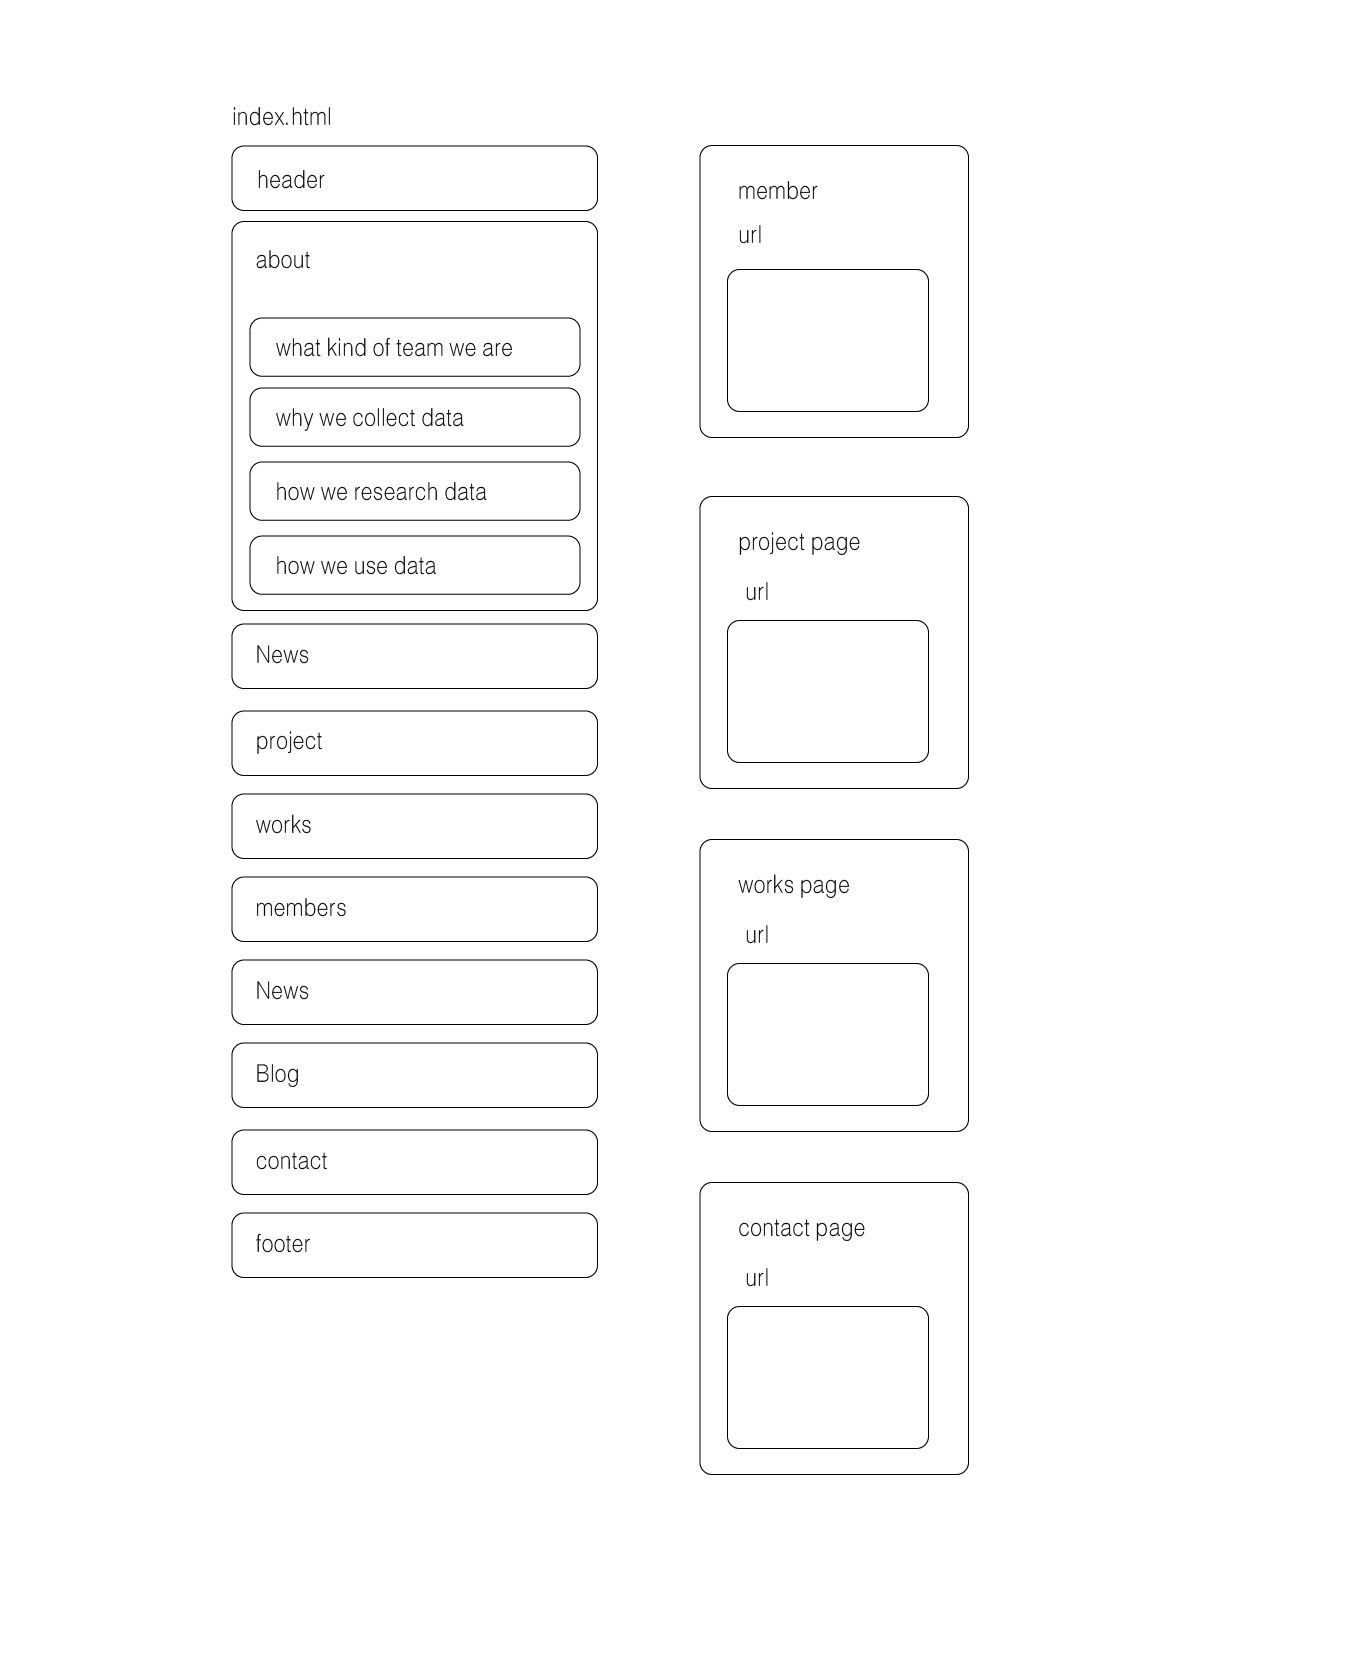 index.html
header
about
what kind of team we are
why we collect data
how we research data
how we use data
News
project
works
members
News
Blog
contact
footer
member
url
project page
url
works page
url
contact page
url